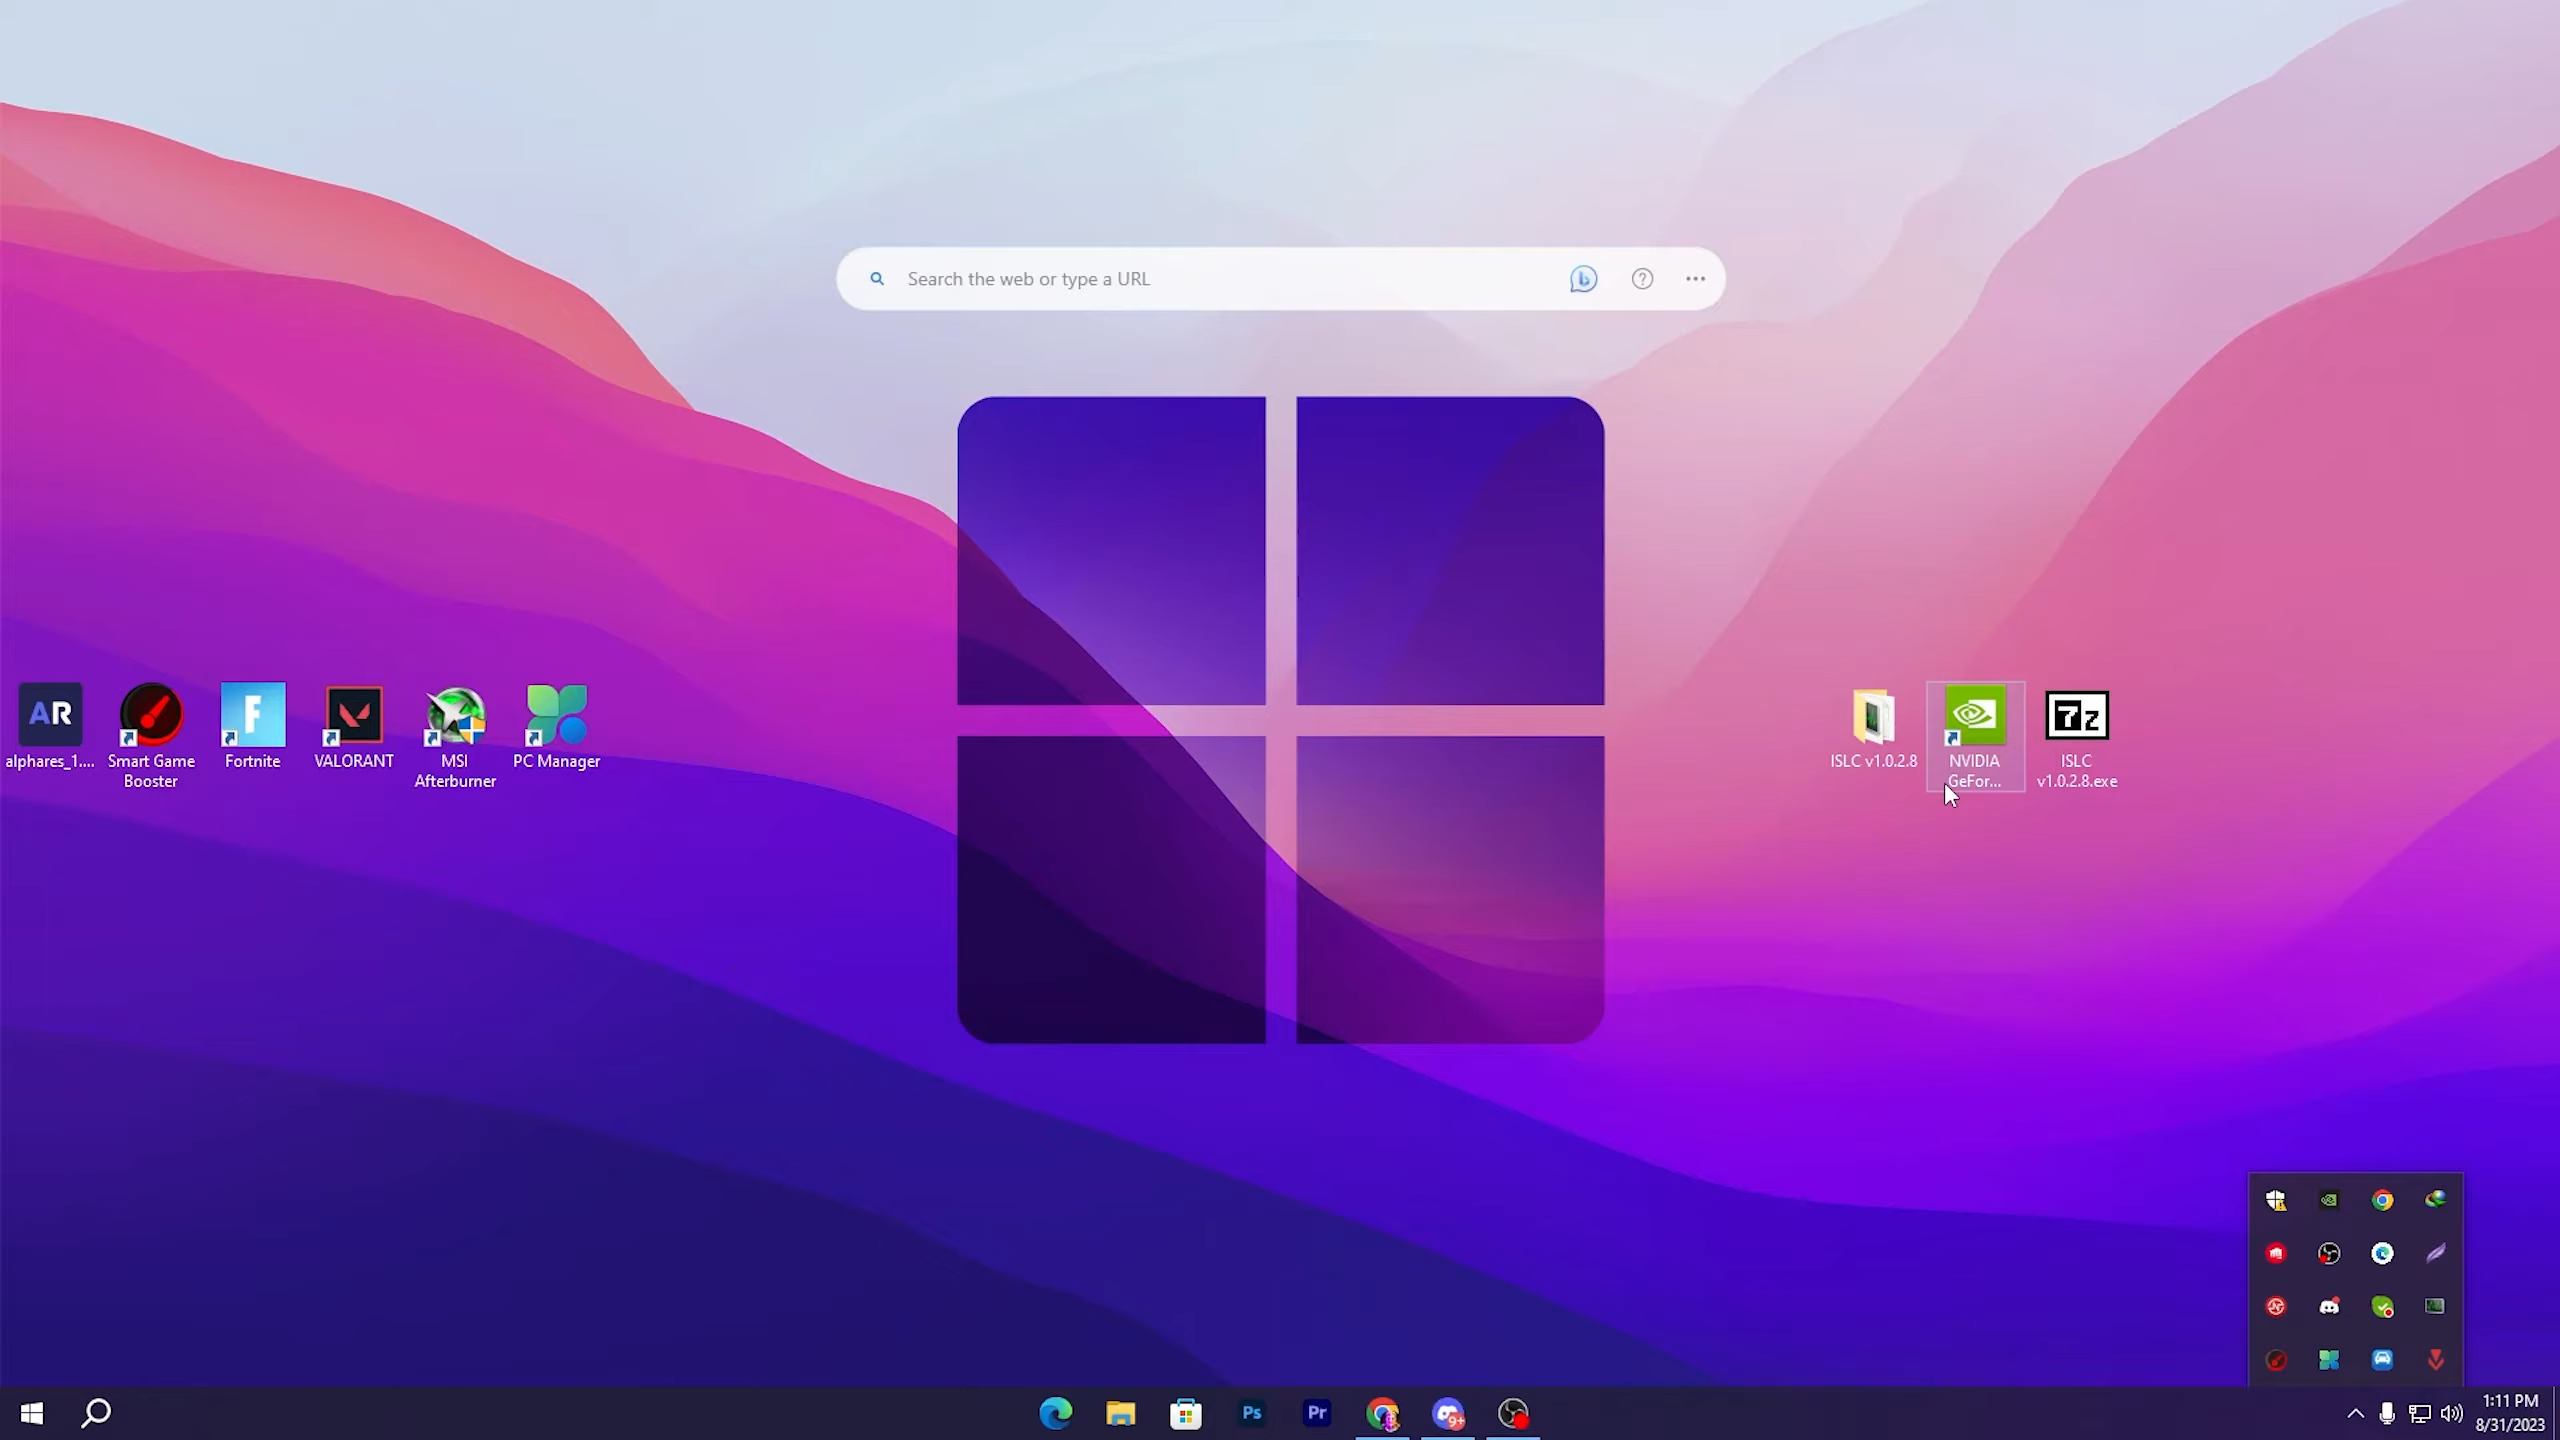 Search the web or type a URL
AR
alphares_1....
Smart Game
Booster
F
Fortnite
VALORANT
MSI
Afterburner
PC Manager
ISLC v1.0.2.8
NVIDIA
GeFor...
7z
ISLC
v1.0.2.8.exe
Ps
Pr
9+
1:11 PM
8/31/2023